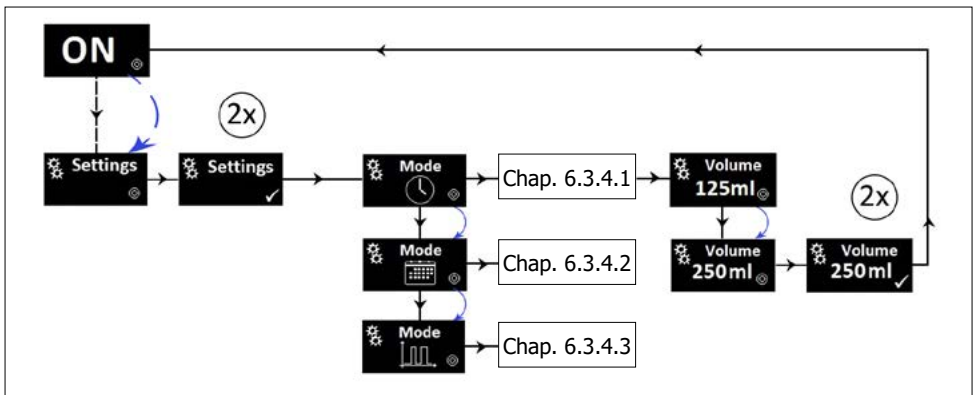 ON
2x
Settings
Settings
Mode
Chap. 6.3.4.1
Volume
125ml
2x
Mode
Chap. 6.3.4.2
Volume
250ml
Volume
250ml
Mode
Chap. 6.3.4.3